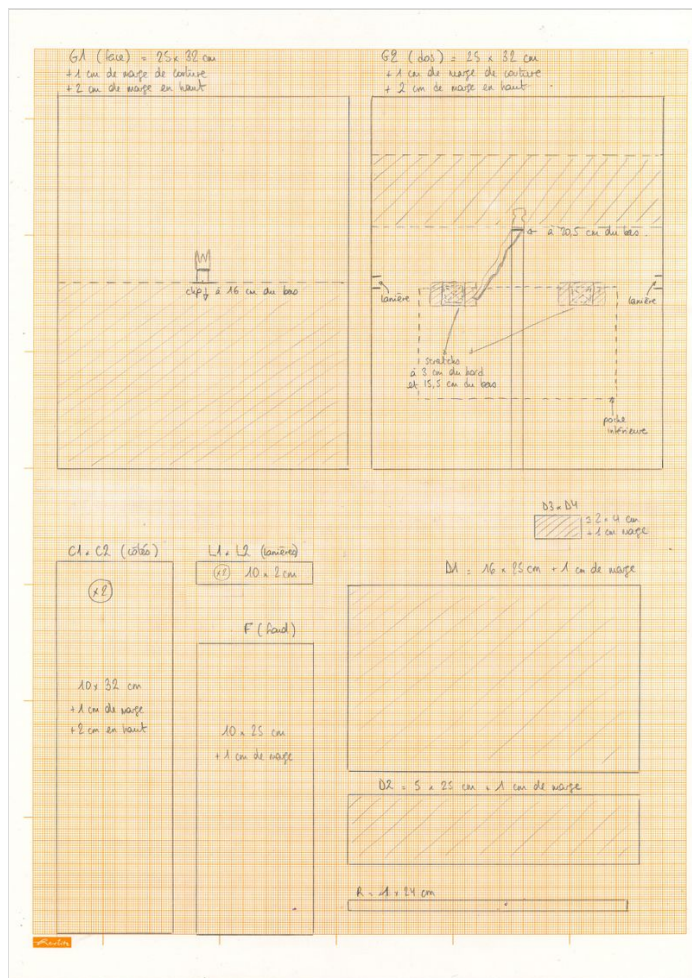 G1 (face) = 25 x 32 cm
+ 1 cm de marge de couture
+ 2 cm de marge en haut
G2 (dos) = 25 x 32 cm
+ 1 cm de marge de couture
+ 2 cm de marge en haut
clip à 16 cm du bas
à 20,5 cm du bas.
lanière
lanière
scratchs
à 3 cm du bord
et 15,5 cm du bas
poche
intérieure
D3 x D4
= 2 x 4 cm
+ 1 cm marge
C1 x C2 (côtés)
x2
10 x 32 cm
+ 1 cm de marge
+ 2 cm en haut
L1 x L2 (lanières)
x2 10 x 2 cm
F (fond)
10 x 25 cm
+ 1 cm de marge
D1 = 16 x 25 cm + 1 cm de marge
D2 = 5 x 25 cm + 1 cm de marge
R = 1 x 24 cm